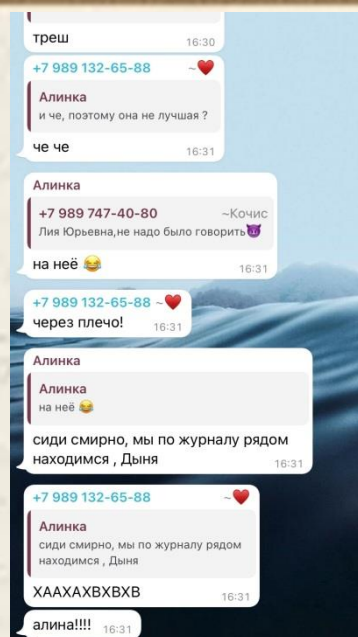 треш
16:30
+7 989 132-65-88 ~❤️
Алинка
и че, поэтому она не лучшая ?
че че
16:31
Алинка
+7 989 747-40-80 ~Кочис
Лия Юрьевна,не надо было говорить😈
на неё 😂
16:31
+7 989 132-65-88 ~❤️
через плечо!
16:31
Алинка
Алинка
на неё 😂
сиди смирно, мы по журналу рядом
находимся , Дыня
16:31
+7 989 132-65-88 ~❤️
Алинка
сиди смирно, мы по журналу рядом
находимся , Дыня
ХААХАХВХВХВ
16:31
алина!!!!
16:31